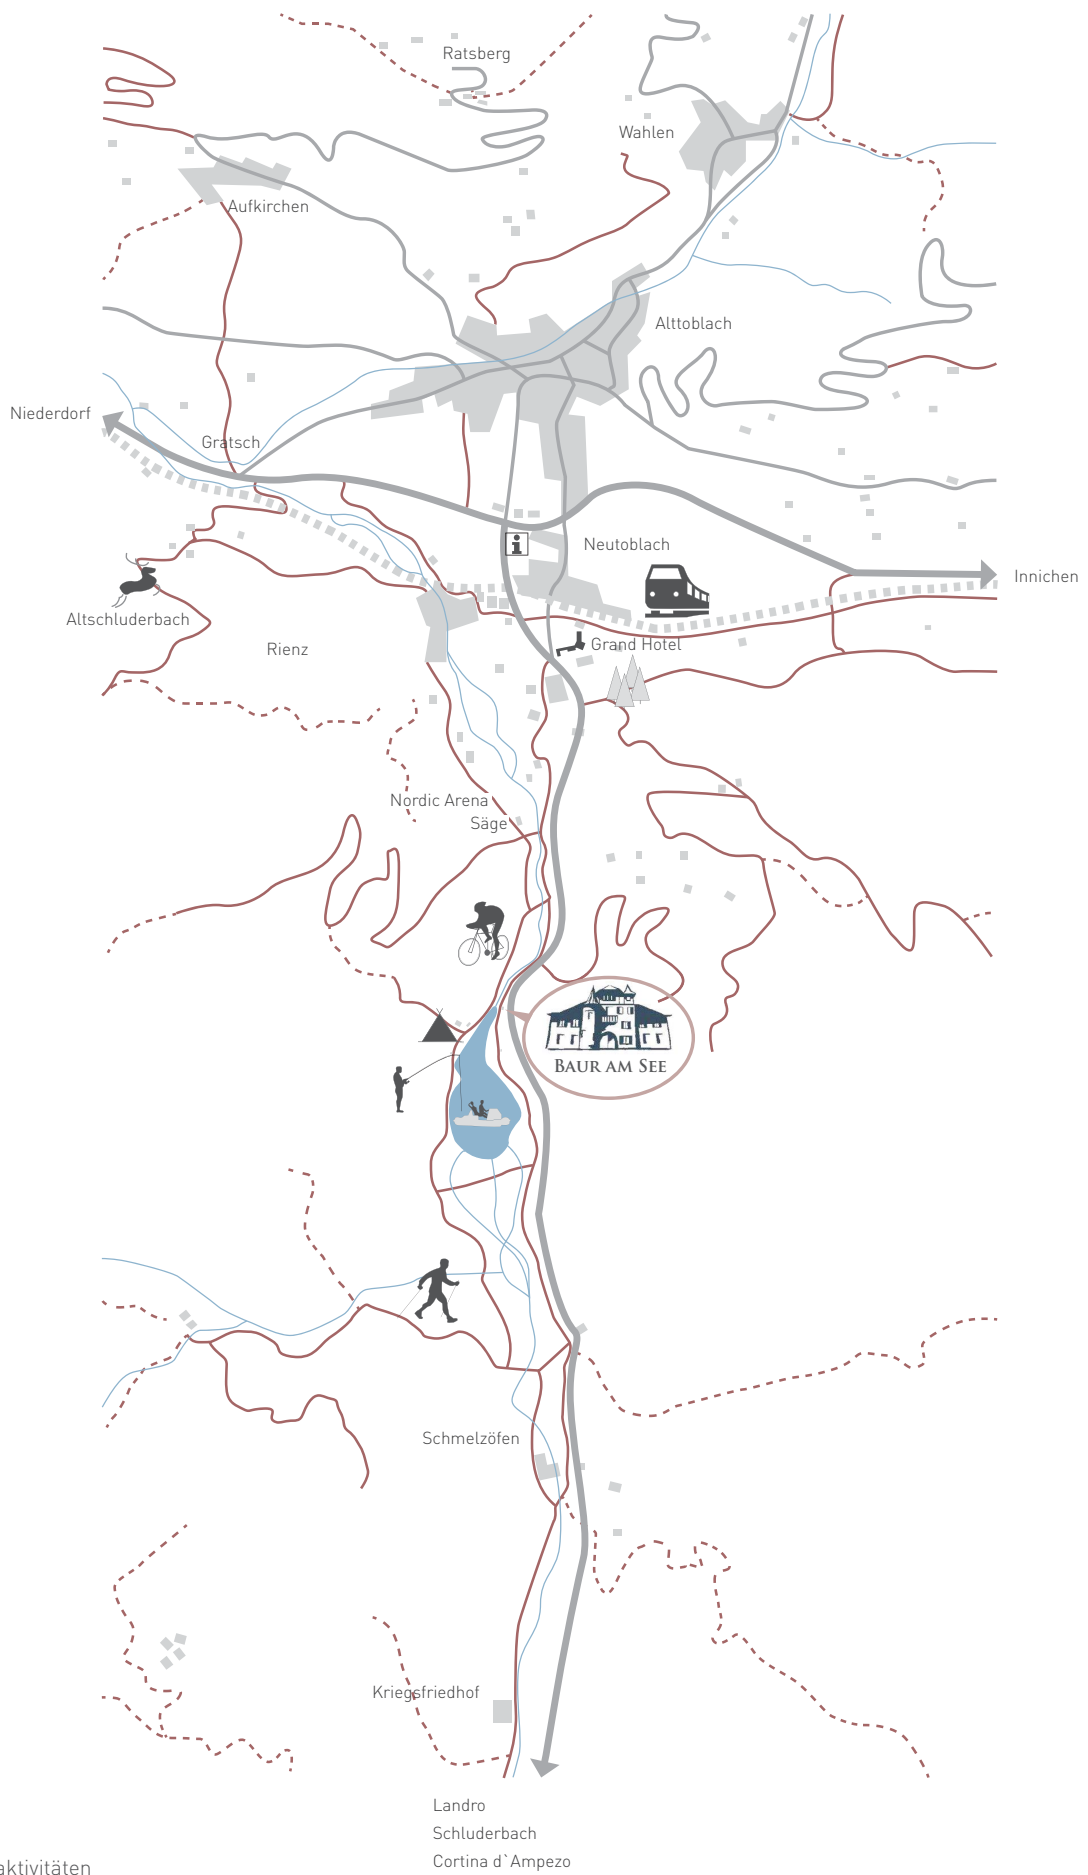 Ratsberg
Wahlen
Aufkirchen
Alttoblach
Niederdorf
Gratsch
i
Neutoblach
Innichen
Altschluderbach
Grand Hotel
Rienz
Nordic Arena
Säge
BAUR AM SEE
Schmelzöfen
Kriegsfriedhof
Landro
Schluderbach
Cortina d`Ampezo
aktivitäten